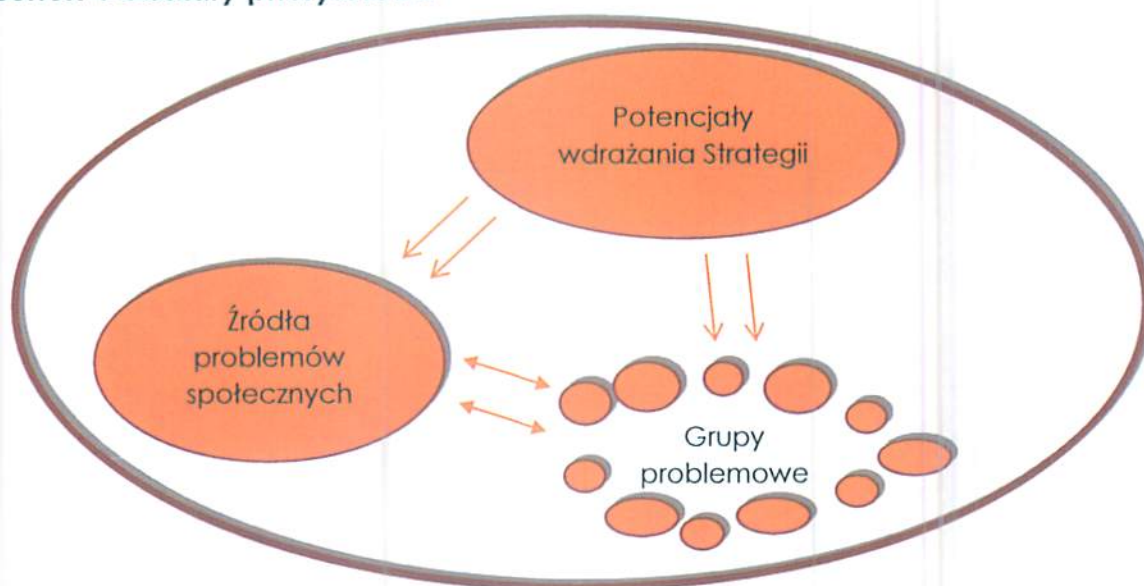 Potencjały
wdrażania Strategii
Źródła
problemów
społecznych
Grupy
problemowe